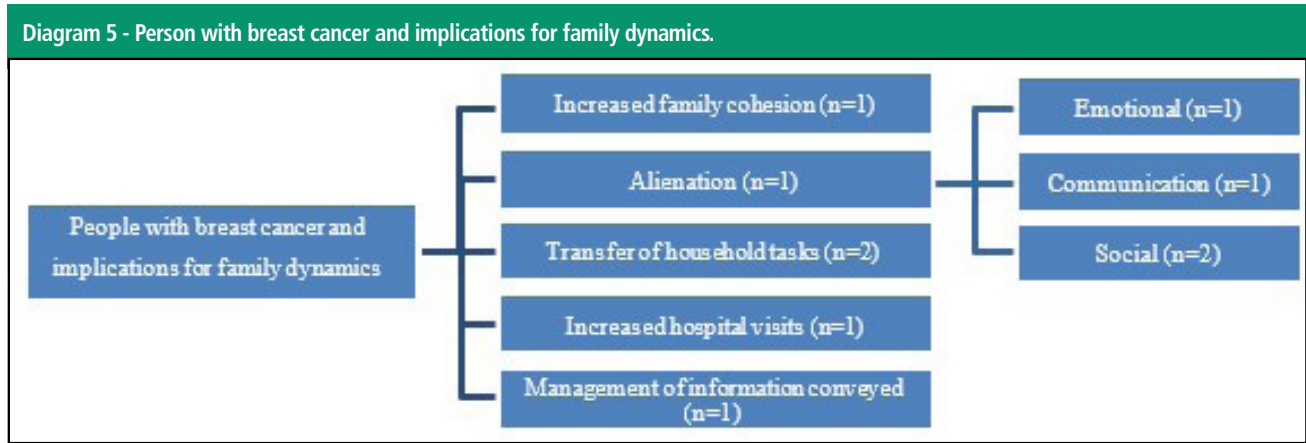 Diagram 5 - Person with breast cancer and implications for family dynamics.
People with breast cancer and
implications for family dynamics
Increased family cohesion (n=1)
Alienation (n=1)
Transfer of household tasks (n=2)
Increased hospital visits (n=1)
Management of information conveyed
(n=1)
Emotional (n=1)
Communication (n=1)
Social (n=2)